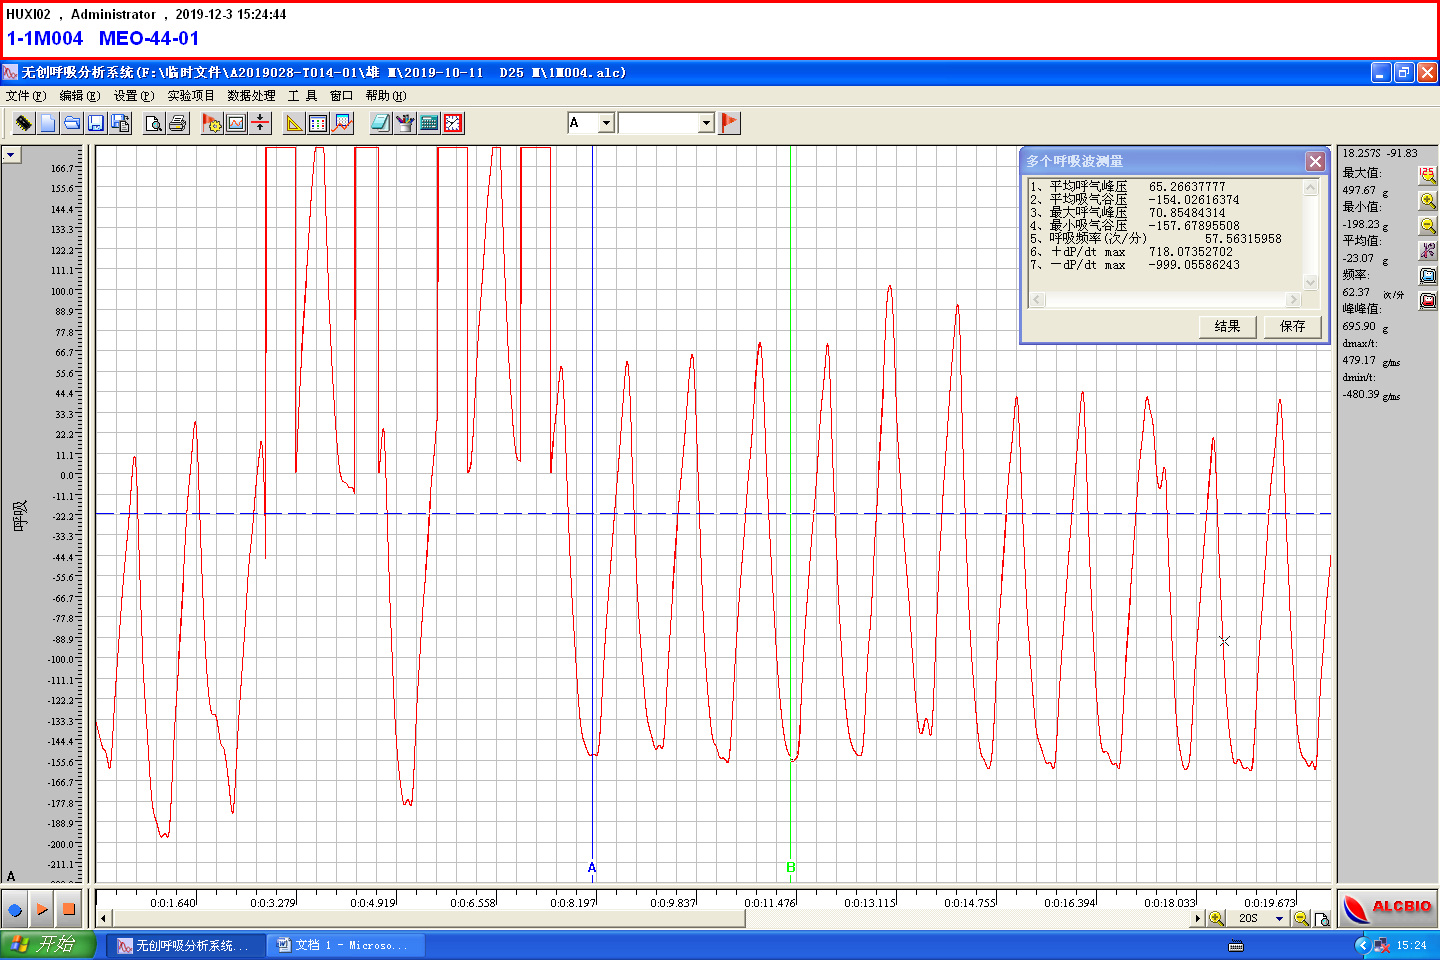 HUXI02 , Administrator , 2019-12-3 15:24:44
1-1M004 MEO-44-01
无创呼吸分析系统(F:\临时文件\A2019028-T014-01\雄 M\2019-10-11 D25 M\1M004.alc)
文件(F) 编辑(E) 设置(P) 实验项目 数据处理 工 具 窗口 帮助(H)
A
166.7
155.6
144.4
133.3
122.2
111.1
100.0
88.9
77.8
66.7
55.6
44.4
33.3
22.2
11.1
0.0
-11.1
-22.2
-33.3
-44.4
-55.6
-66.7
-77.8
-88.9
-100.0
-111.1
-122.2
-133.3
-144.4
-155.6
-166.7
-177.8
-188.9
-200.0
-211.1
呼吸
A
A
B
多个呼吸波测量
1、平均呼气峰压 65.26637777
2、平均吸气谷压 -154.02616374
3、最大呼气峰压 70.85484314
4、最小吸气谷压 -157.67895508
5、呼吸频率(次/分) 57.56315958
6、＋dP/dt max 718.07352702
7、－dP/dt max -999.05586243
结果 保存
18.257S -91.83
最大值:
497.67 g
最小值:
-198.23 g
平均值:
-23.07 g
频率:
62.37 次/分
峰峰值:
695.90 g
dmax/t:
479.17 g/ms
dmin/t:
-480.39 g/ms
125
0:0:1.640 0:0:3.279 0:0:4.919 0:0:6.558 0:0:8.197 0:0:9.837 0:0:11.476 0:0:13.115 0:0:14.755 0:0:16.394 0:0:18.033 0:0:19.673
20S
ALCBIO
开始 无创呼吸分析系统... 文档 1 - Microso... 15:24